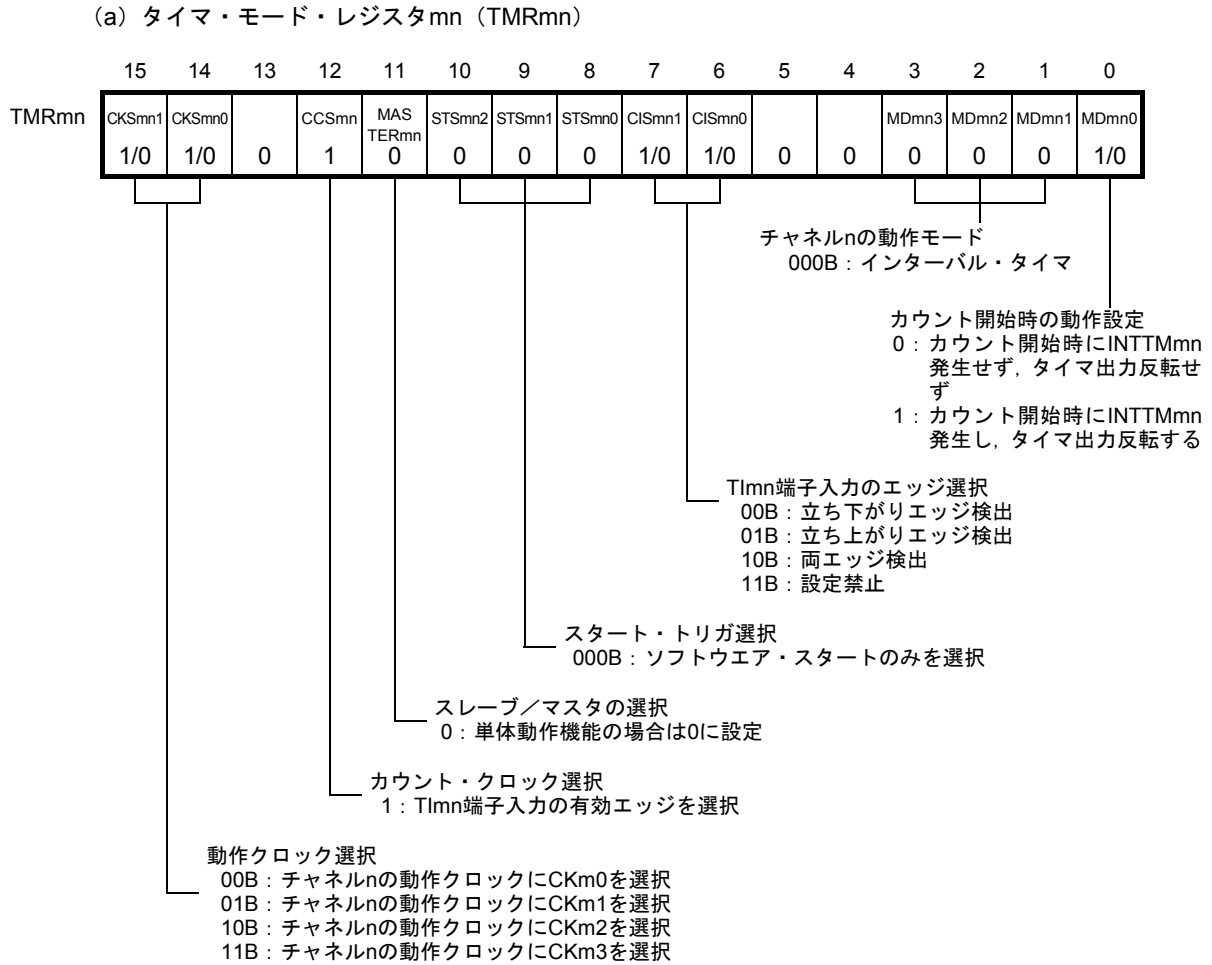 (a) タイマ・モード・レジスタmn（TMRmn）
15 14 13 12 11 10 9 8 7 6 5 4 3 2 1 0
TMRmn CKSmn1 CKSmn0 CCSmn MAS TERmn STSmn2 STSmn1 STSmn0 CISmn1 CISmn0 MDmn3 MDmn2 MDmn1 MDmn0
1/0 1/0 0 1 0 0 0 0 1/0 1/0 0 0 0 0 0 1/0
チャネルnの動作モード
000B：インターバル・タイマ
カウント開始時の動作設定
0：カウント開始時にINTTMmn
発生せず，タイマ出力反転せ
ず
1：カウント開始時にINTTMmn
発生し，タイマ出力反転する
TImn端子入力のエッジ選択
00B：立ち下がりエッジ検出
01B：立ち上がりエッジ検出
10B：両エッジ検出
11B：設定禁止
スタート・トリガ選択
000B：ソフトウエア・スタートのみを選択
スレーブ／マスタの選択
0：単体動作機能の場合は0に設定
カウント・クロック選択
1：TImn端子入力の有効エッジを選択
動作クロック選択
00B：チャネルnの動作クロックにCKm0を選択
01B：チャネルnの動作クロックにCKm1を選択
10B：チャネルnの動作クロックにCKm2を選択
11B：チャネルnの動作クロックにCKm3を選択